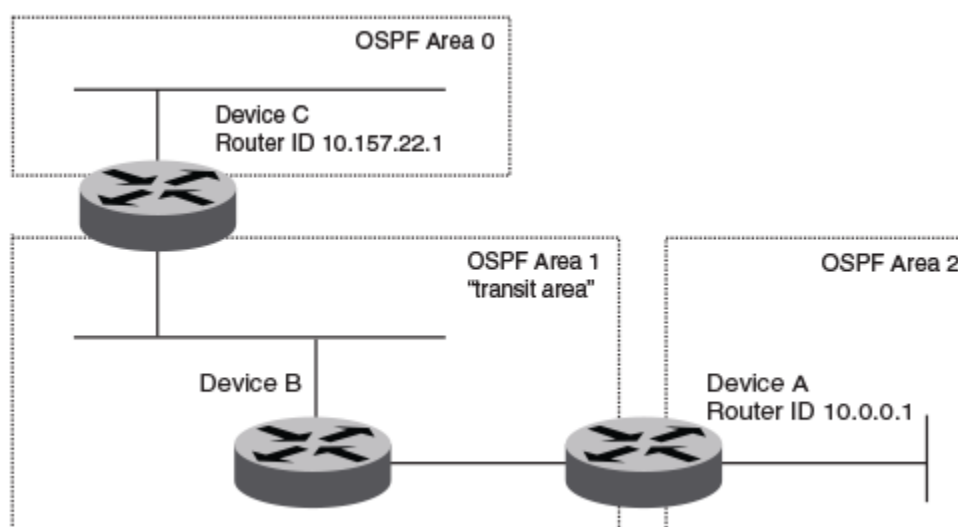 OSPF Area 0
Device C
Router ID 10.157.22.1
OSPF Area 1
“transit area”
OSPF Area 2
Device B
Device A
Router ID 10.0.0.1